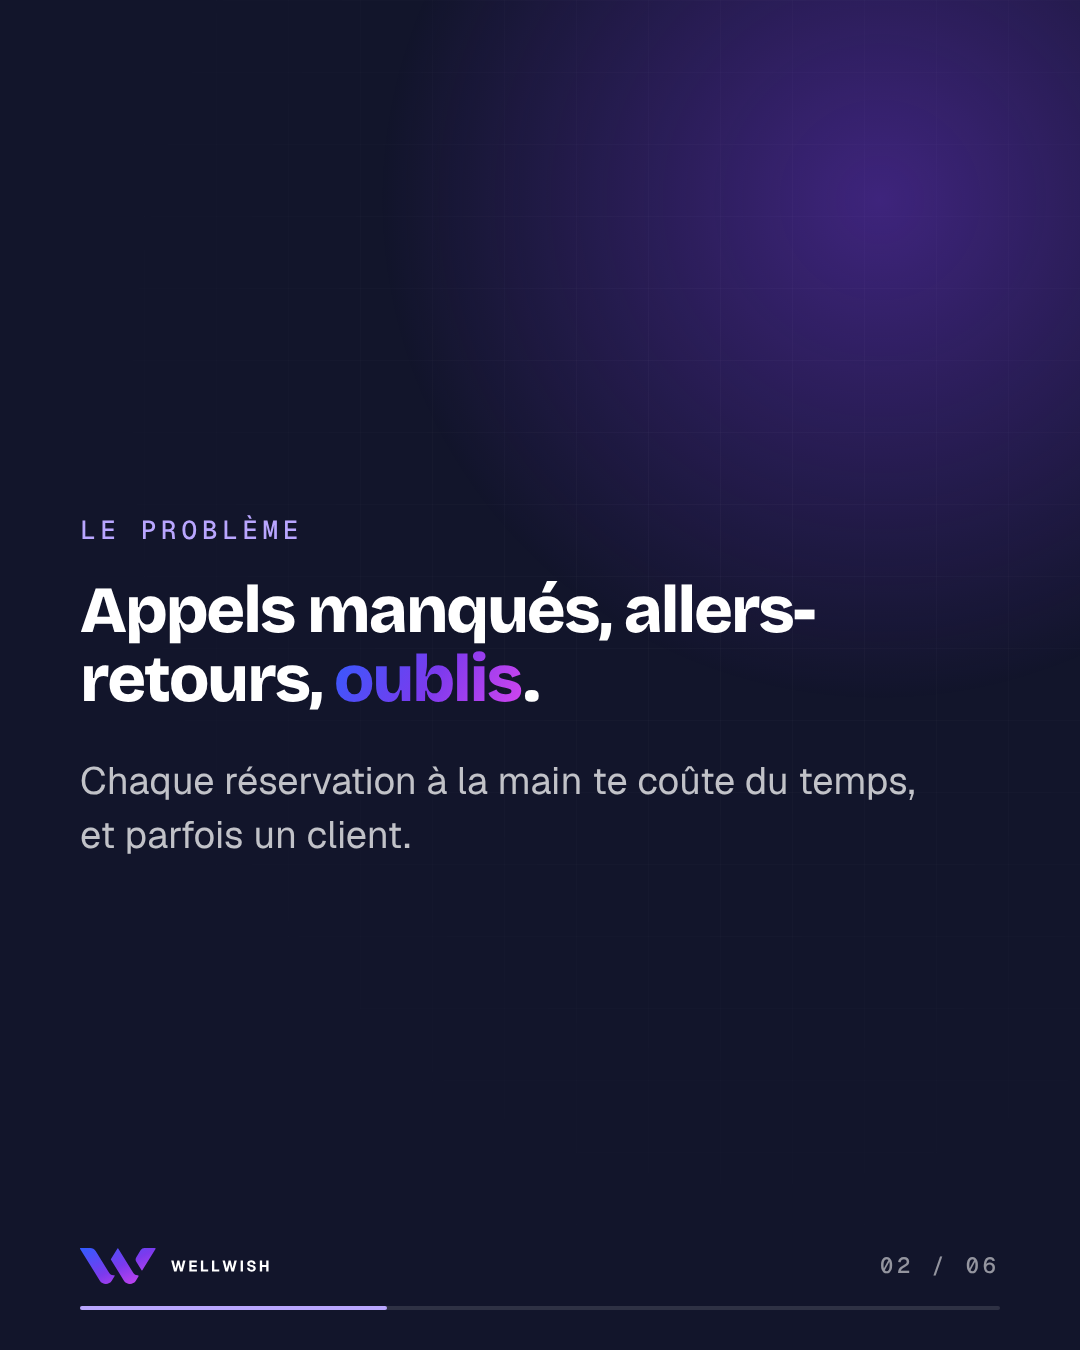 LE PROBLÈME
Appels manqués, allers-
retours, oublis.
Chaque réservation à la main te coûte du temps,
et parfois un client.
WELLWISH
02 / 06